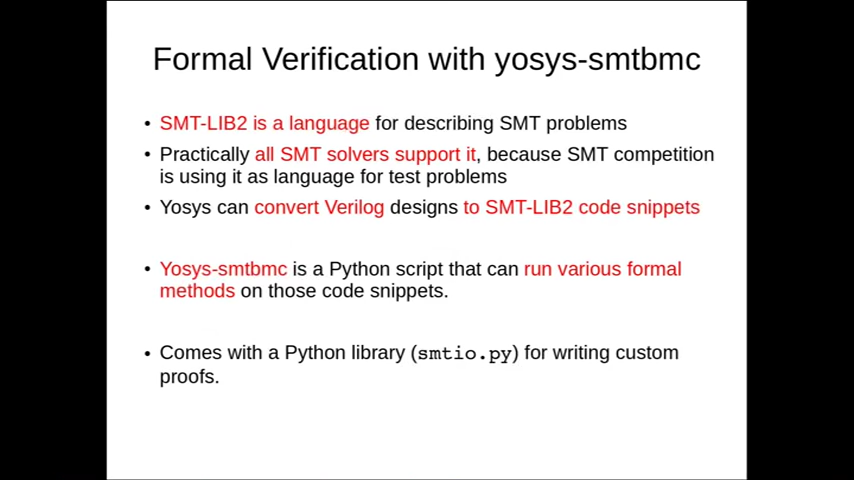 Formal Verification with yosys-smtbmc
• SMT-LIB2 is a language for describing SMT problems
• Practically all SMT solvers support it, because SMT competition
is using it as language for test problems
• Yosys can convert Verilog designs to SMT-LIB2 code snippets
• Yosys-smtbmc is a Python script that can run various formal
methods on those code snippets.
• Comes with a Python library (smtio.py) for writing custom
proofs.